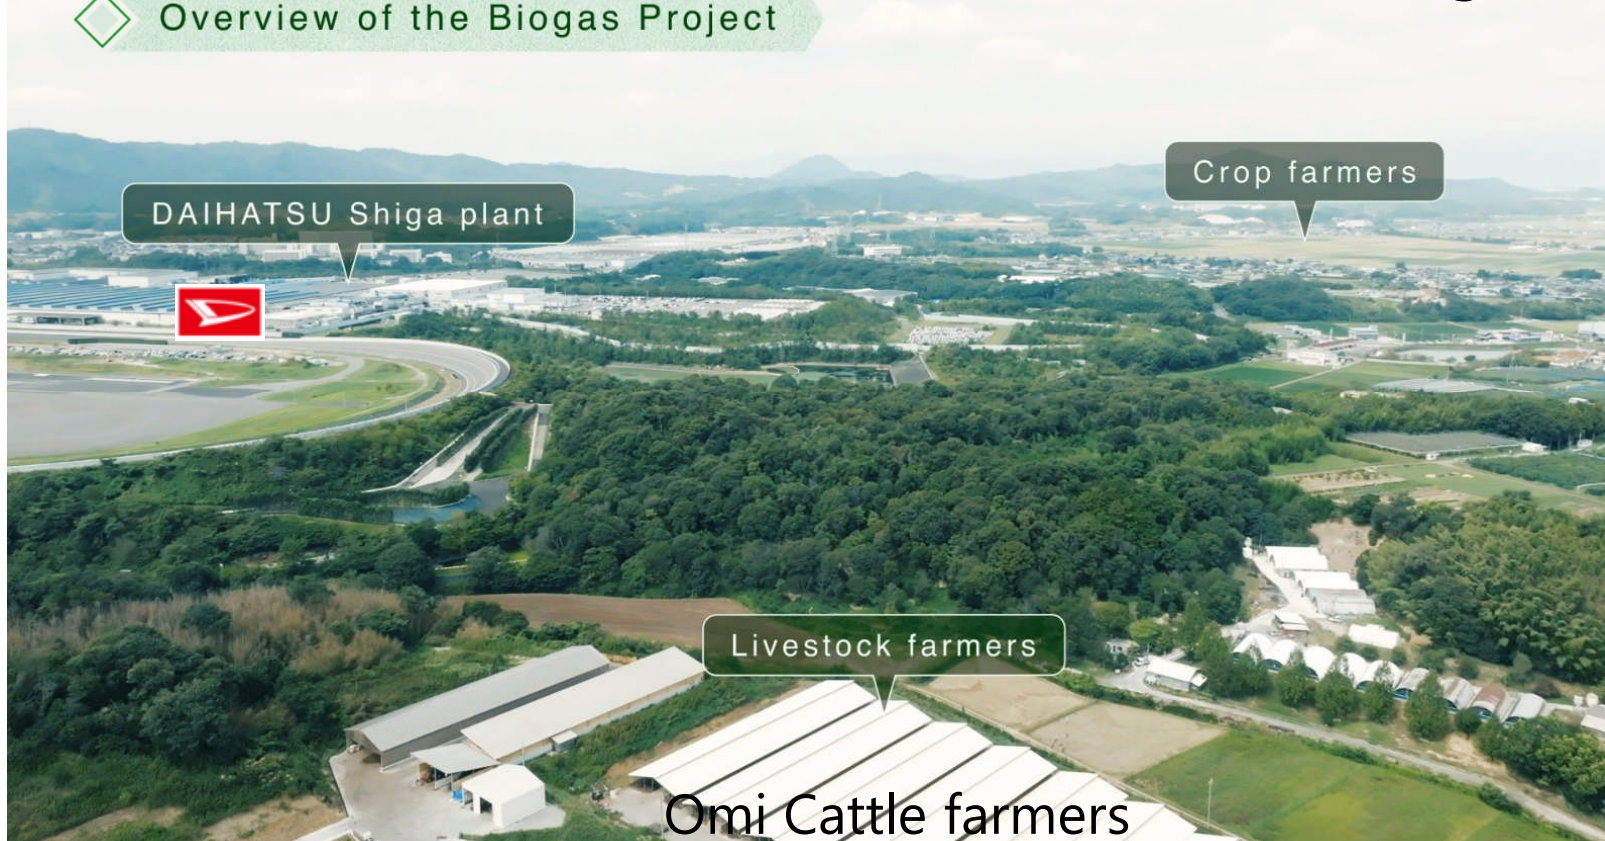 Overview of the Biogas Project
Crop farmers
DAIHATSU Shiga plant
Livestock farmers
Omi Cattle farmers